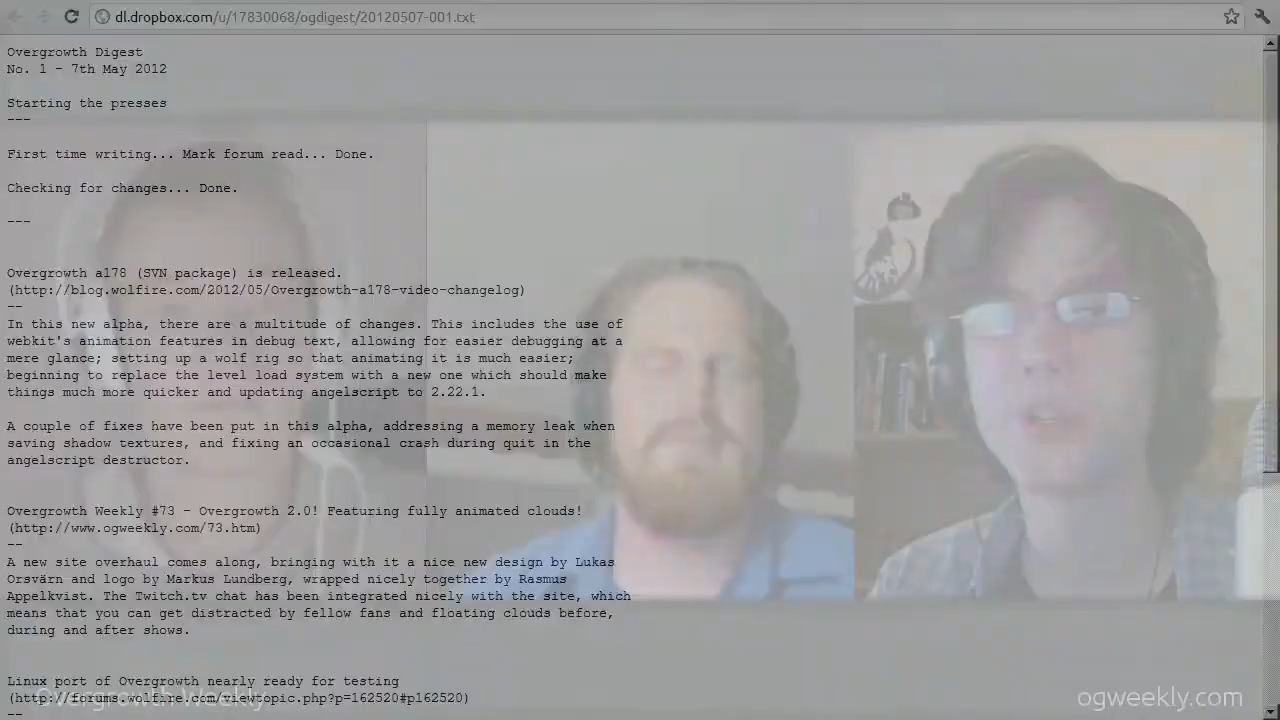 dl.dropbox.com/u/17830068/ogdigest/20120507-001.txt
Overgrowth Digest
No. 1 - 7th May 2012
Starting the presses
---
First time writing... Mark forum read... Done.
Checking for changes... Done.
---
Overgrowth a178 (SVN package) is released.
(http://blog.wolfire.com/2012/05/Overgrowth-a178-video-changelog)
--
In this new alpha, there are a multitude of changes. This includes the use of
webkit's animation features in debug text, allowing for easier debugging at a
mere glance; setting up a wolf rig so that animating it is much easier;
beginning to replace the level load system with a new one which should make
things much more quicker and updating angelscript to 2.22.1.
A couple of fixes have been put in this alpha, addressing a memory leak when
saving shadow textures, and fixing an occasional crash during quit in the
angelscript destructor.
Overgrowth Weekly #73 - Overgrowth 2.0! Featuring fully animated clouds!
(http://www.ogweekly.com/73.htm)
--
A new site overhaul comes along, bringing with it a nice new design by Lukas
Orsvärn and logo by Markus Lundberg, wrapped nicely together by Rasmus
Appelkvist. The Twitch.tv chat has been integrated nicely with the site, which
means that you can get distracted by fellow fans and floating clouds before,
during and after shows.
Linux port of Overgrowth nearly ready for testing
(http://forums.wolfire.com/viewtopic.php?p=162520#p162520)
--
Overgrowth Weekly
ogweekly.com